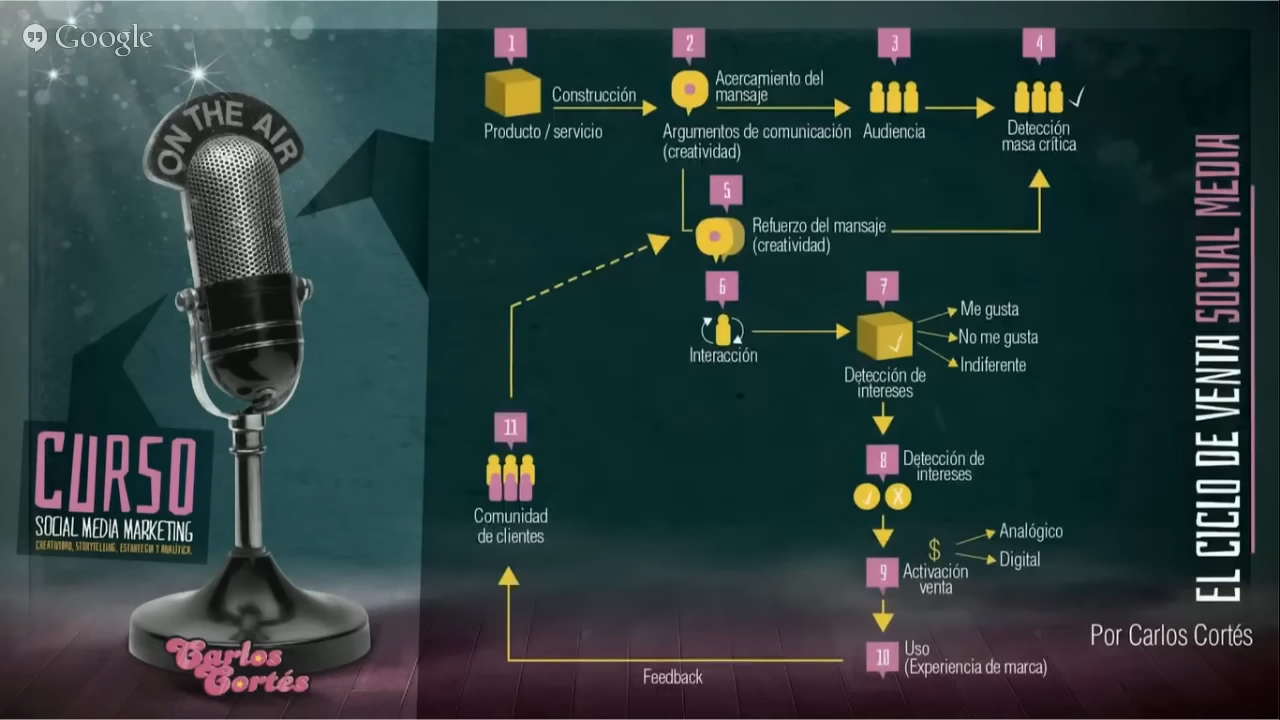 Google
ON THE AIR
CURSO
SOCIAL MEDIA MARKETING
CREATIVIDAD, STORYTELLING, ESTRATEGIA Y ANALÍTICA.
Carlos
Cortés
1
Construcción
Producto / servicio
2
Acercamiento del
mansaje
Argumentos de comunicación
(creatividad)
3
Audiencia
4
Detección
masa crítica
5
Refuerzo del mansaje
(creatividad)
6
Interacción
7
Me gusta
No me gusta
Indiferente
Detección de
intereses
8
Detección de
intereses
9
$
Analógico
Digital
Activación
venta
10
Uso
(Experiencia de marca)
Feedback
11
Comunidad
de clientes
EL CICLO DE VENTA SOCIAL MEDIA
Por Carlos Cortés